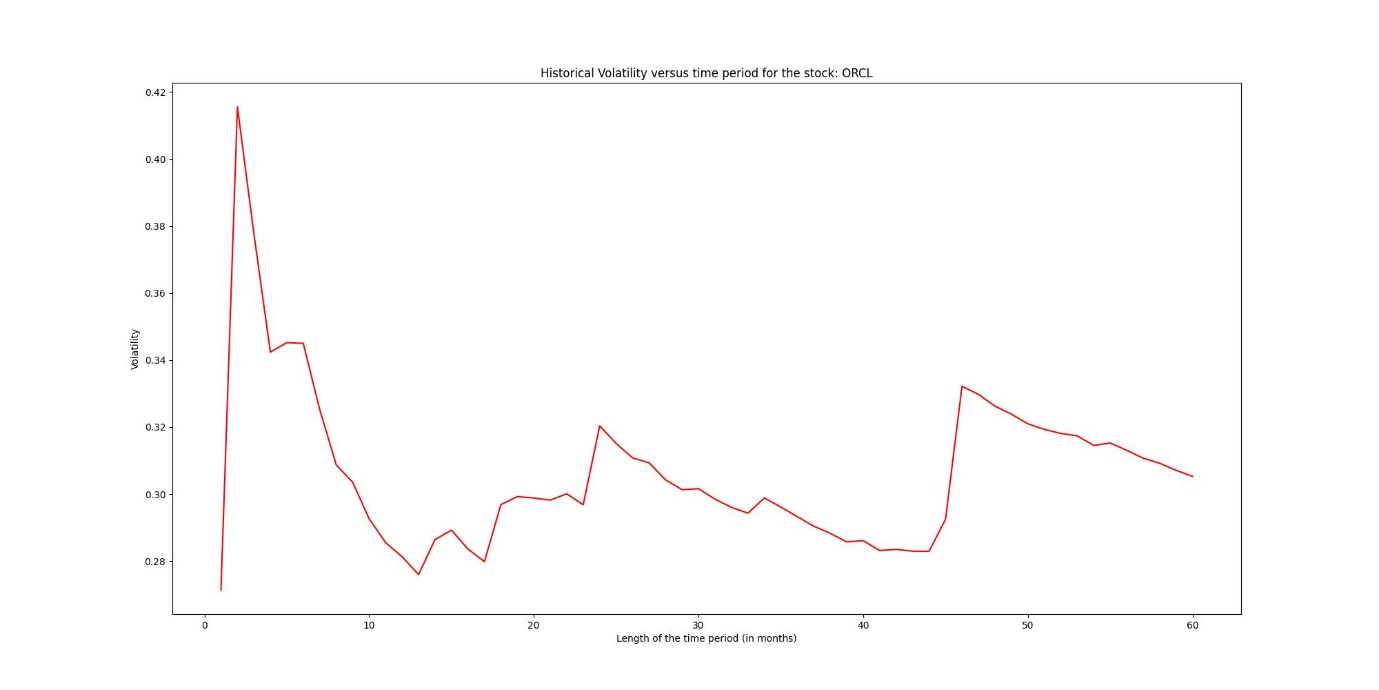 Historical Volatility versus time period for the stock: ORCL
0.42
0.40
0.38
0.36
0.34
0.32
0.30
0.28
Volatility
0 10 20 30 40 50 60
Length of the time period (in months)